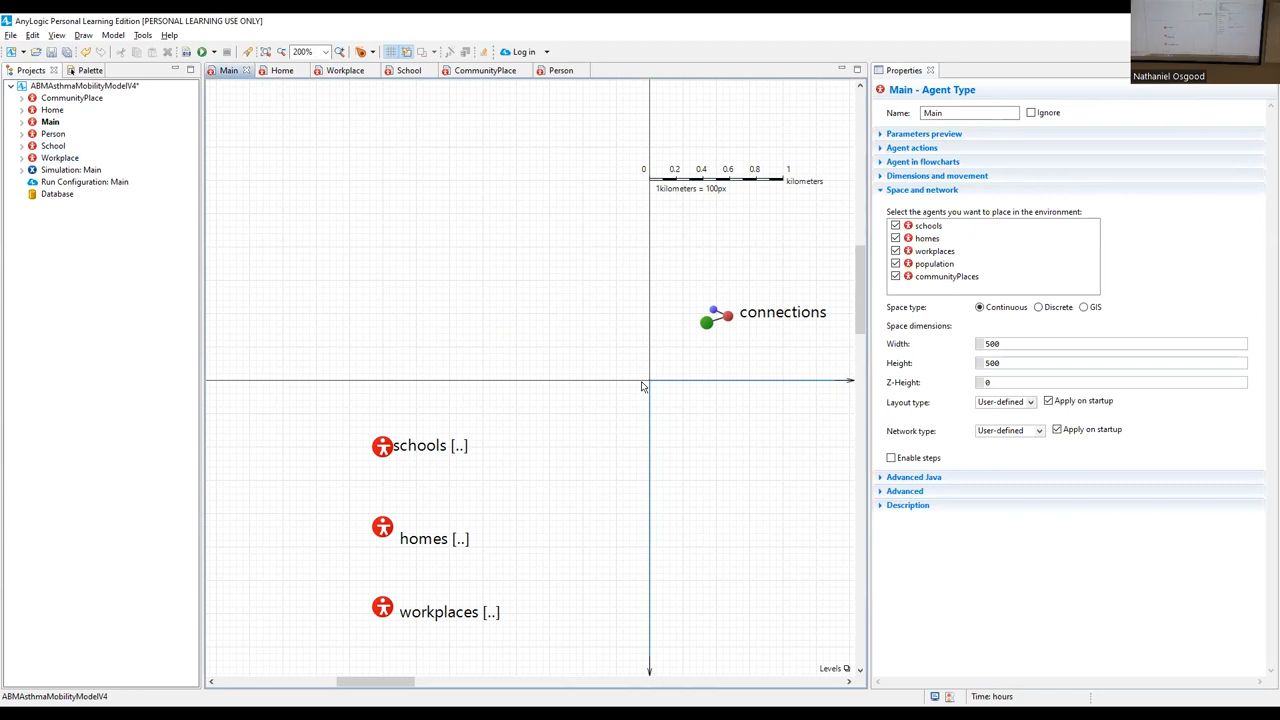 AnyLogic Personal Learning Edition [PERSONAL LEARNING USE ONLY]
File Edit View Draw Model Tools Help
200% Log in
Nathaniel Osgood
Projects Palette
Main Home Workplace School CommunityPlace Person
Properties
ABMAsthmaMobilityModelV4*
CommunityPlace
Home
Main
Person
School
Workplace
Simulation: Main
Run Configuration: Main
Database
0 0.2 0.4 0.6 0.8 1
kilometers
1kilometers = 100px
connections
schools [..]
homes [..]
workplaces [..]
Levels
Main - Agent Type
Name: Main Ignore
Parameters preview
Agent actions
Agent in flowcharts
Dimensions and movement
Space and network
Select the agents you want to place in the environment:
schools
homes
workplaces
population
communityPlaces
Space type: Continuous Discrete GIS
Space dimensions:
Width: 500
Height: 500
Z-Height: 0
Layout type: User-defined Apply on startup
Network type: User-defined Apply on startup
Enable steps
Advanced Java
Advanced
Description
ABMAsthmaMobilityModelV4
Time: hours